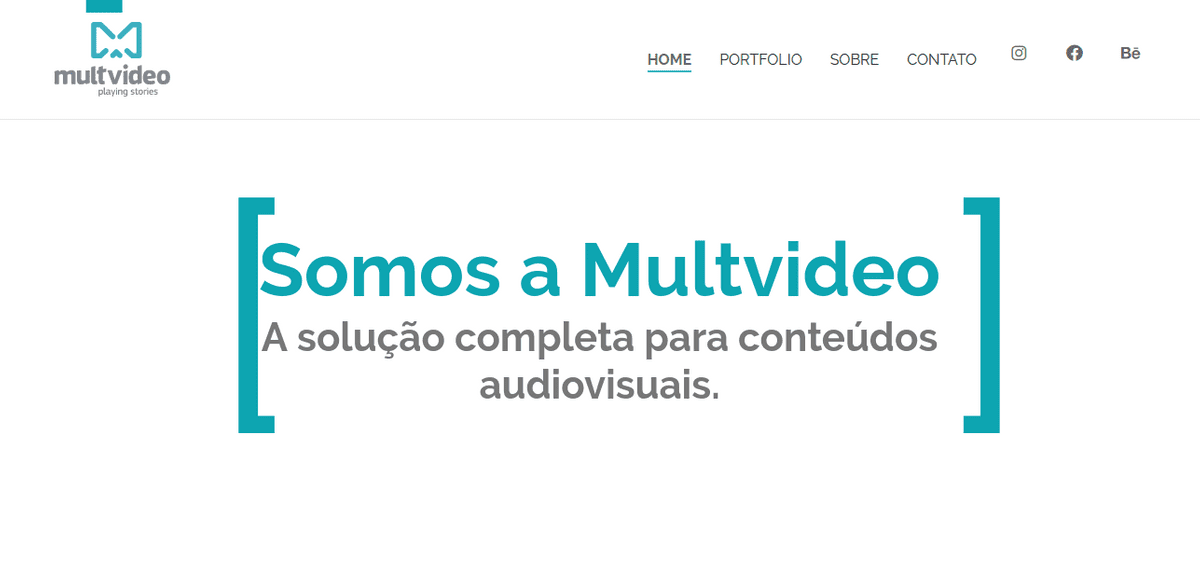 multvideo
playing stories
HOME PORTFOLIO SOBRE CONTATO Bē
Somos a Multvideo
A solução completa para conteúdos
audiovisuais.